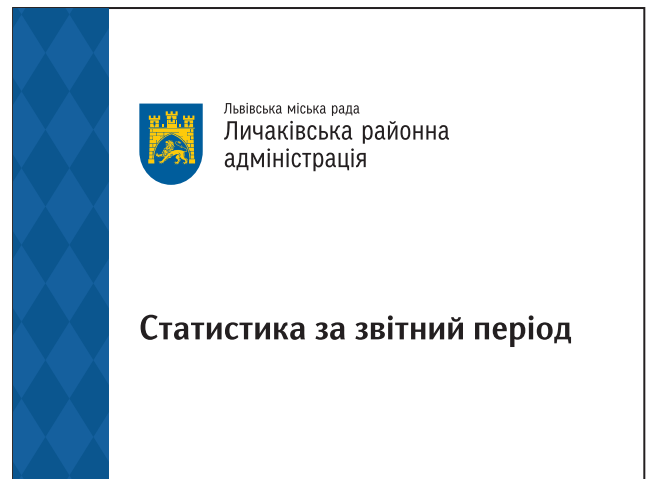 Львівська міська рада
Личаківська районна
адміністрація
Статистика за звітний період